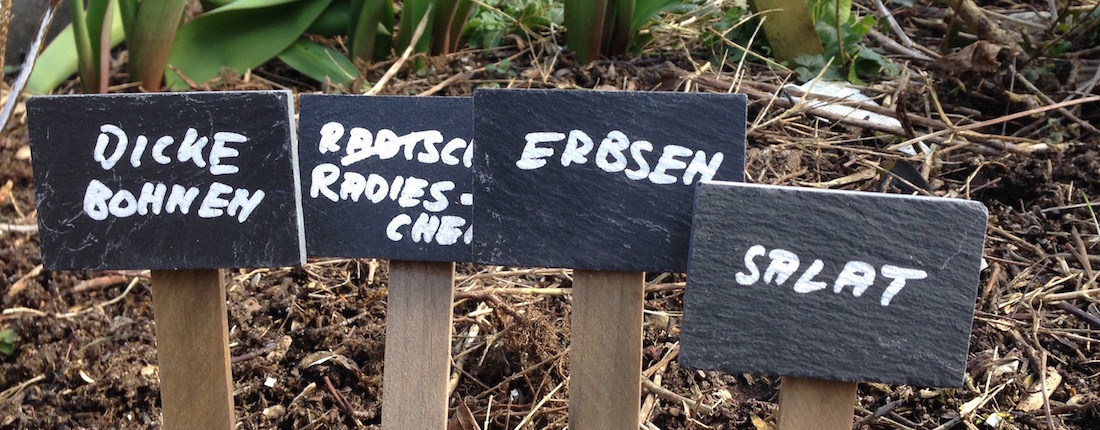 DICKE
BOHNEN
RADIES-
CHEN
ERBSEN
SALAT